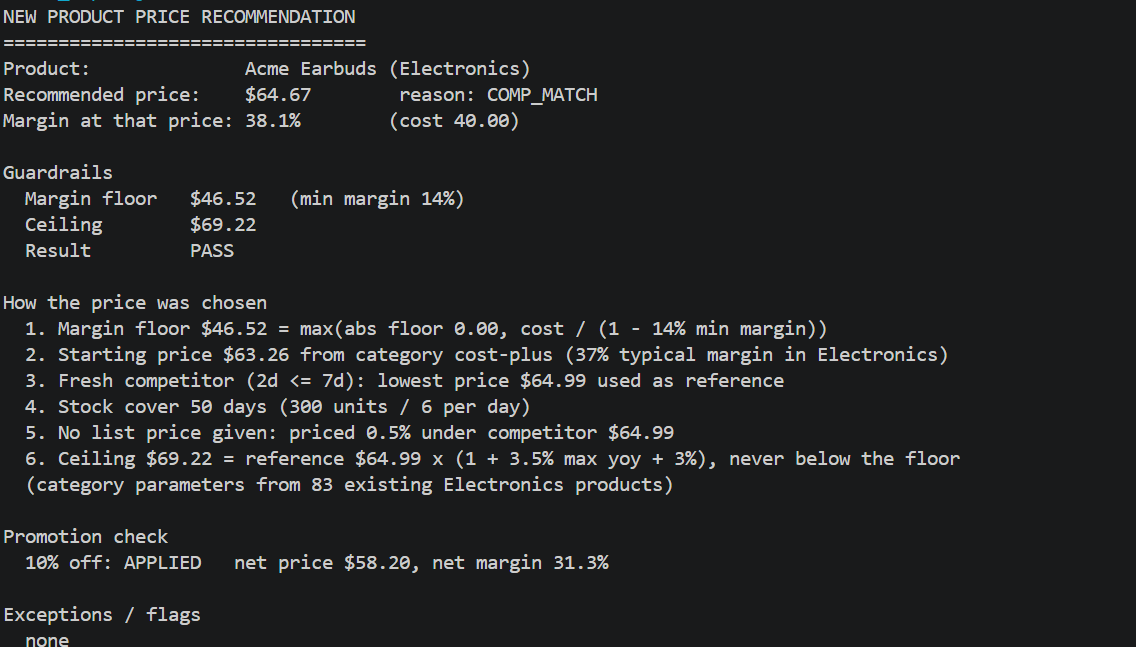 NEW PRODUCT PRICE RECOMMENDATION
=================================
Product:              Acme Earbuds (Electronics)
Recommended price:    $64.67        reason: COMP_MATCH
Margin at that price: 38.1%        (cost 40.00)

Guardrails
  Margin floor   $46.52   (min margin 14%)
  Ceiling        $69.22
  Result         PASS

How the price was chosen
  1. Margin floor $46.52 = max(abs floor 0.00, cost / (1 - 14% min margin))
  2. Starting price $63.26 from category cost-plus (37% typical margin in Electronics)
  3. Fresh competitor (2d <= 7d): lowest price $64.99 used as reference
  4. Stock cover 50 days (300 units / 6 per day)
  5. No list price given: priced 0.5% under competitor $64.99
  6. Ceiling $69.22 = reference $64.99 x (1 + 3.5% max yoy + 3%), never below the floor
  (category parameters from 83 existing Electronics products)

Promotion check
  10% off: APPLIED   net price $58.20, net margin 31.3%

Exceptions / flags
  none